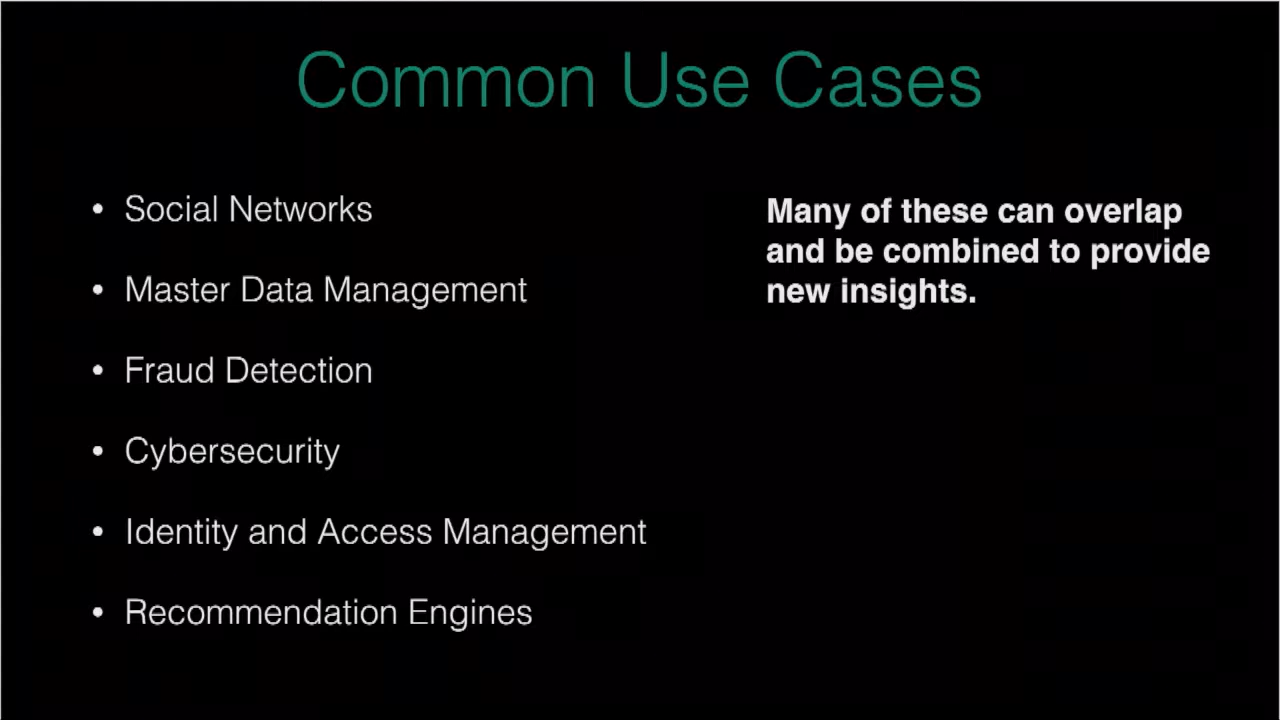 Common Use Cases
• Social Networks
• Master Data Management
• Fraud Detection
• Cybersecurity
• Identity and Access Management
• Recommendation Engines
Many of these can overlap
and be combined to provide
new insights.